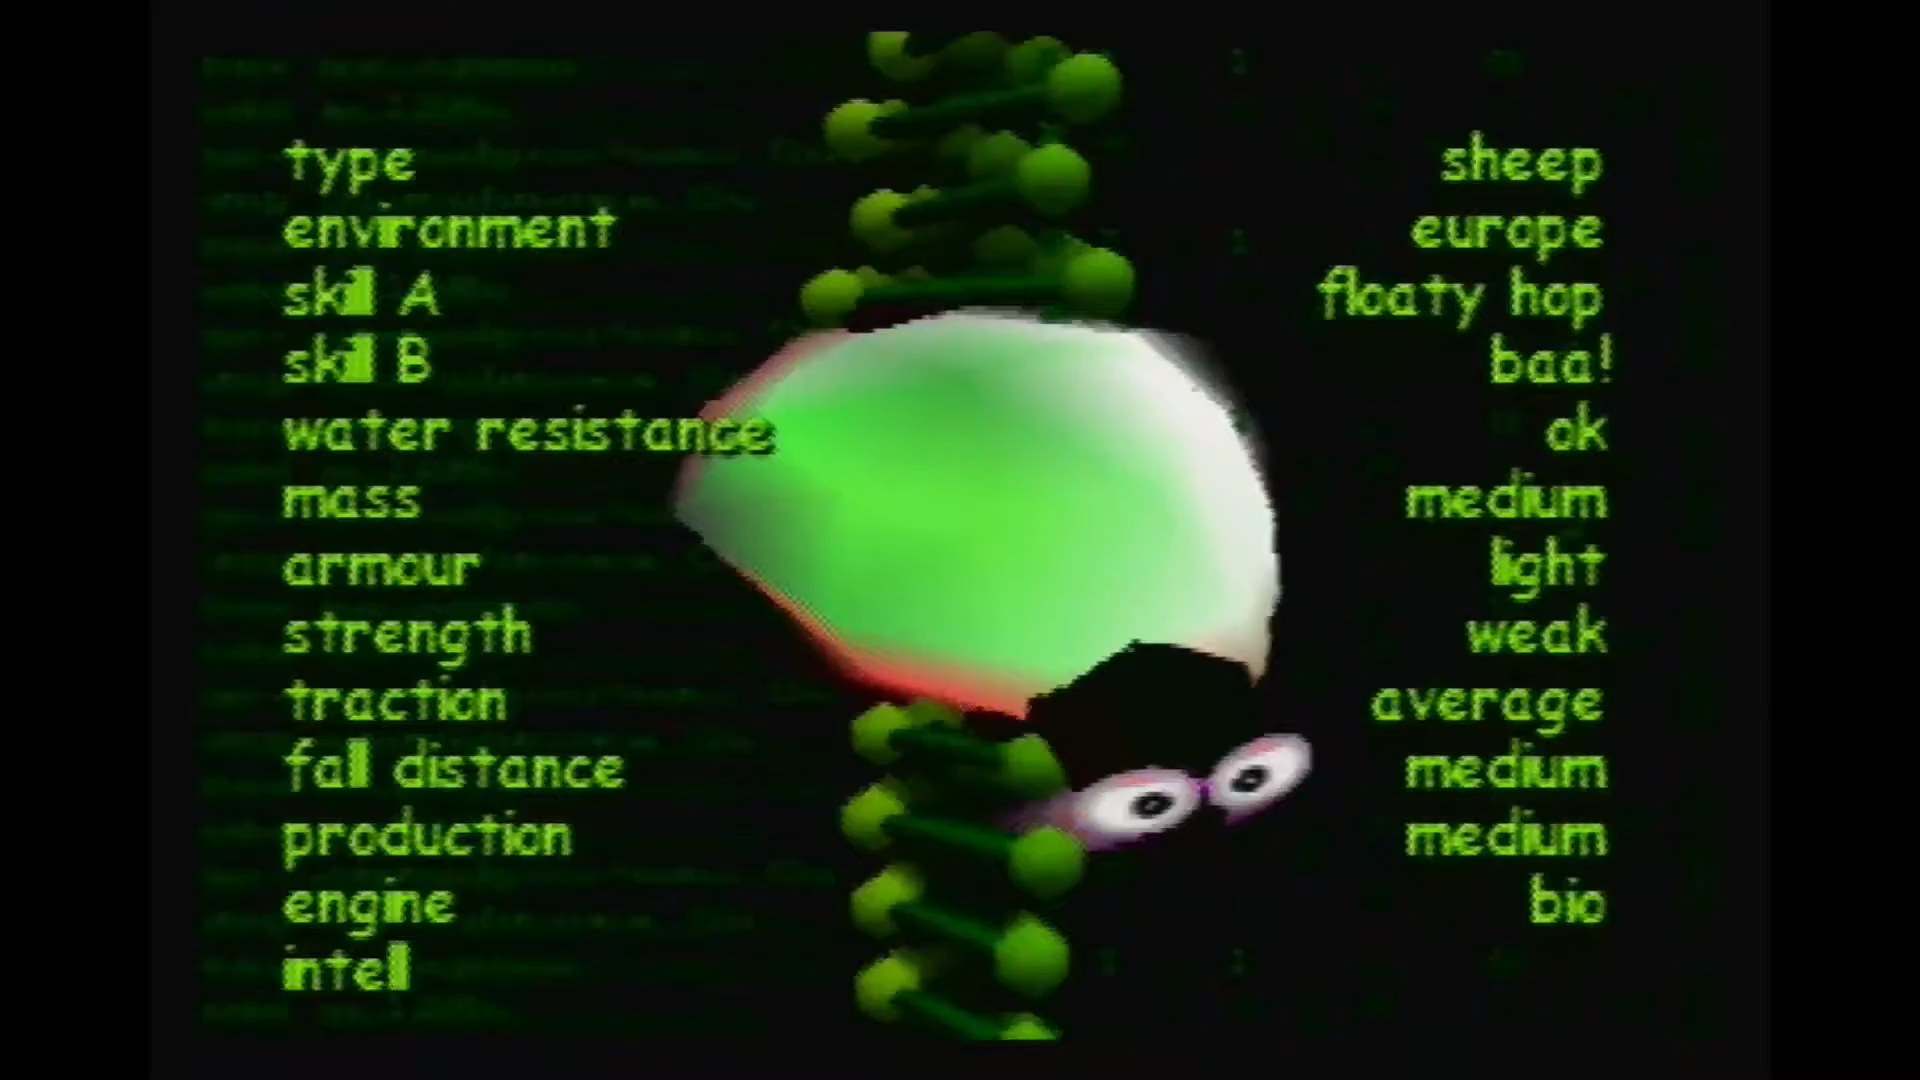 type sheep
environment europe
skill A floaty hop
skill B baa!
water resistance ok
mass medium
armour light
strength weak
traction average
fall distance medium
production medium
engine bio
intell